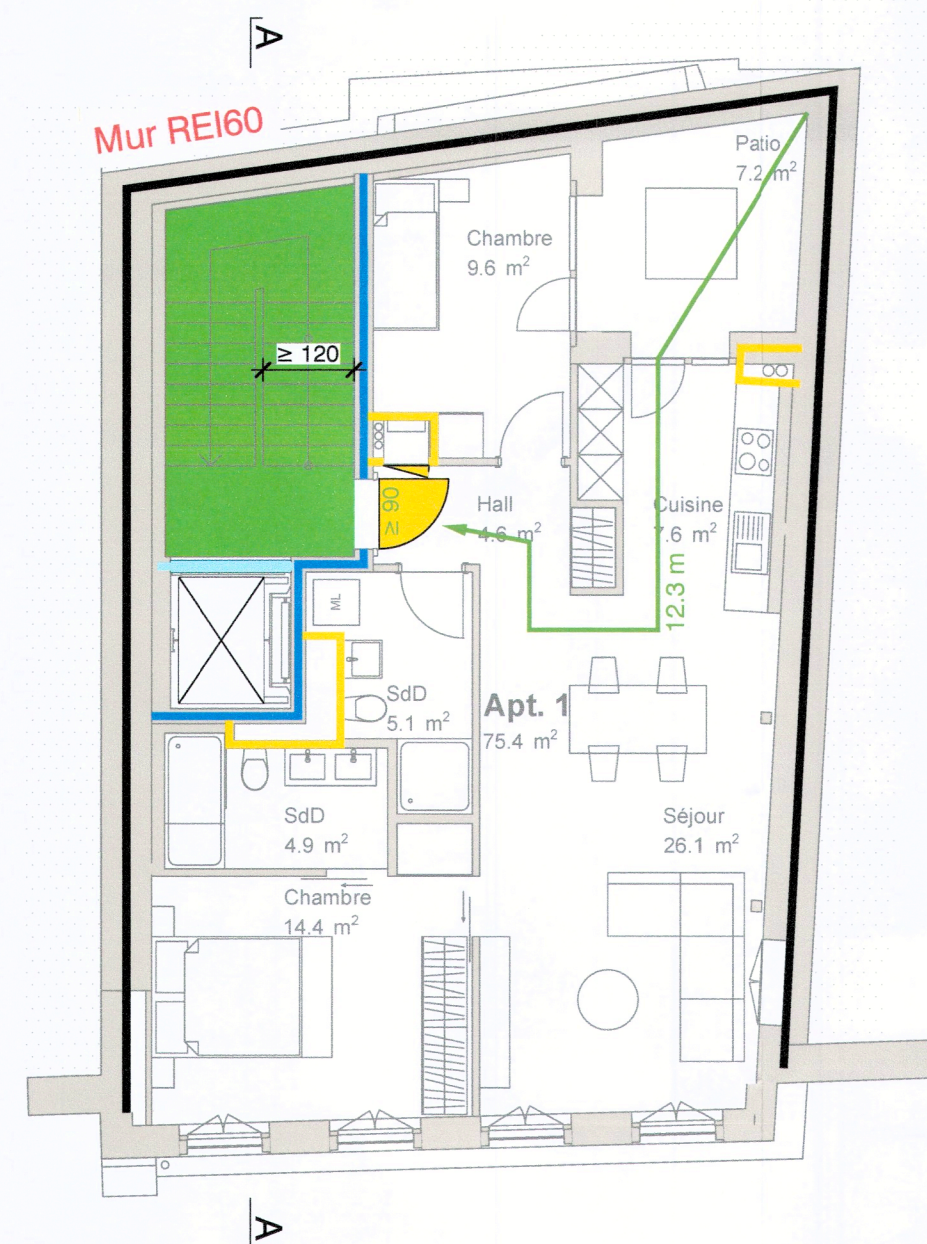 A
Mur REI60
Patio
7.2 m²
Chambre
9.6 m²
≥ 120
≥ 90
Hall
4.6 m²
Cuisine
7.6 m²
12.3 m
ML
SdD
5.1 m²
Apt. 1
75.4 m²
SdD
4.9 m²
Séjour
26.1 m²
Chambre
14.4 m²
A